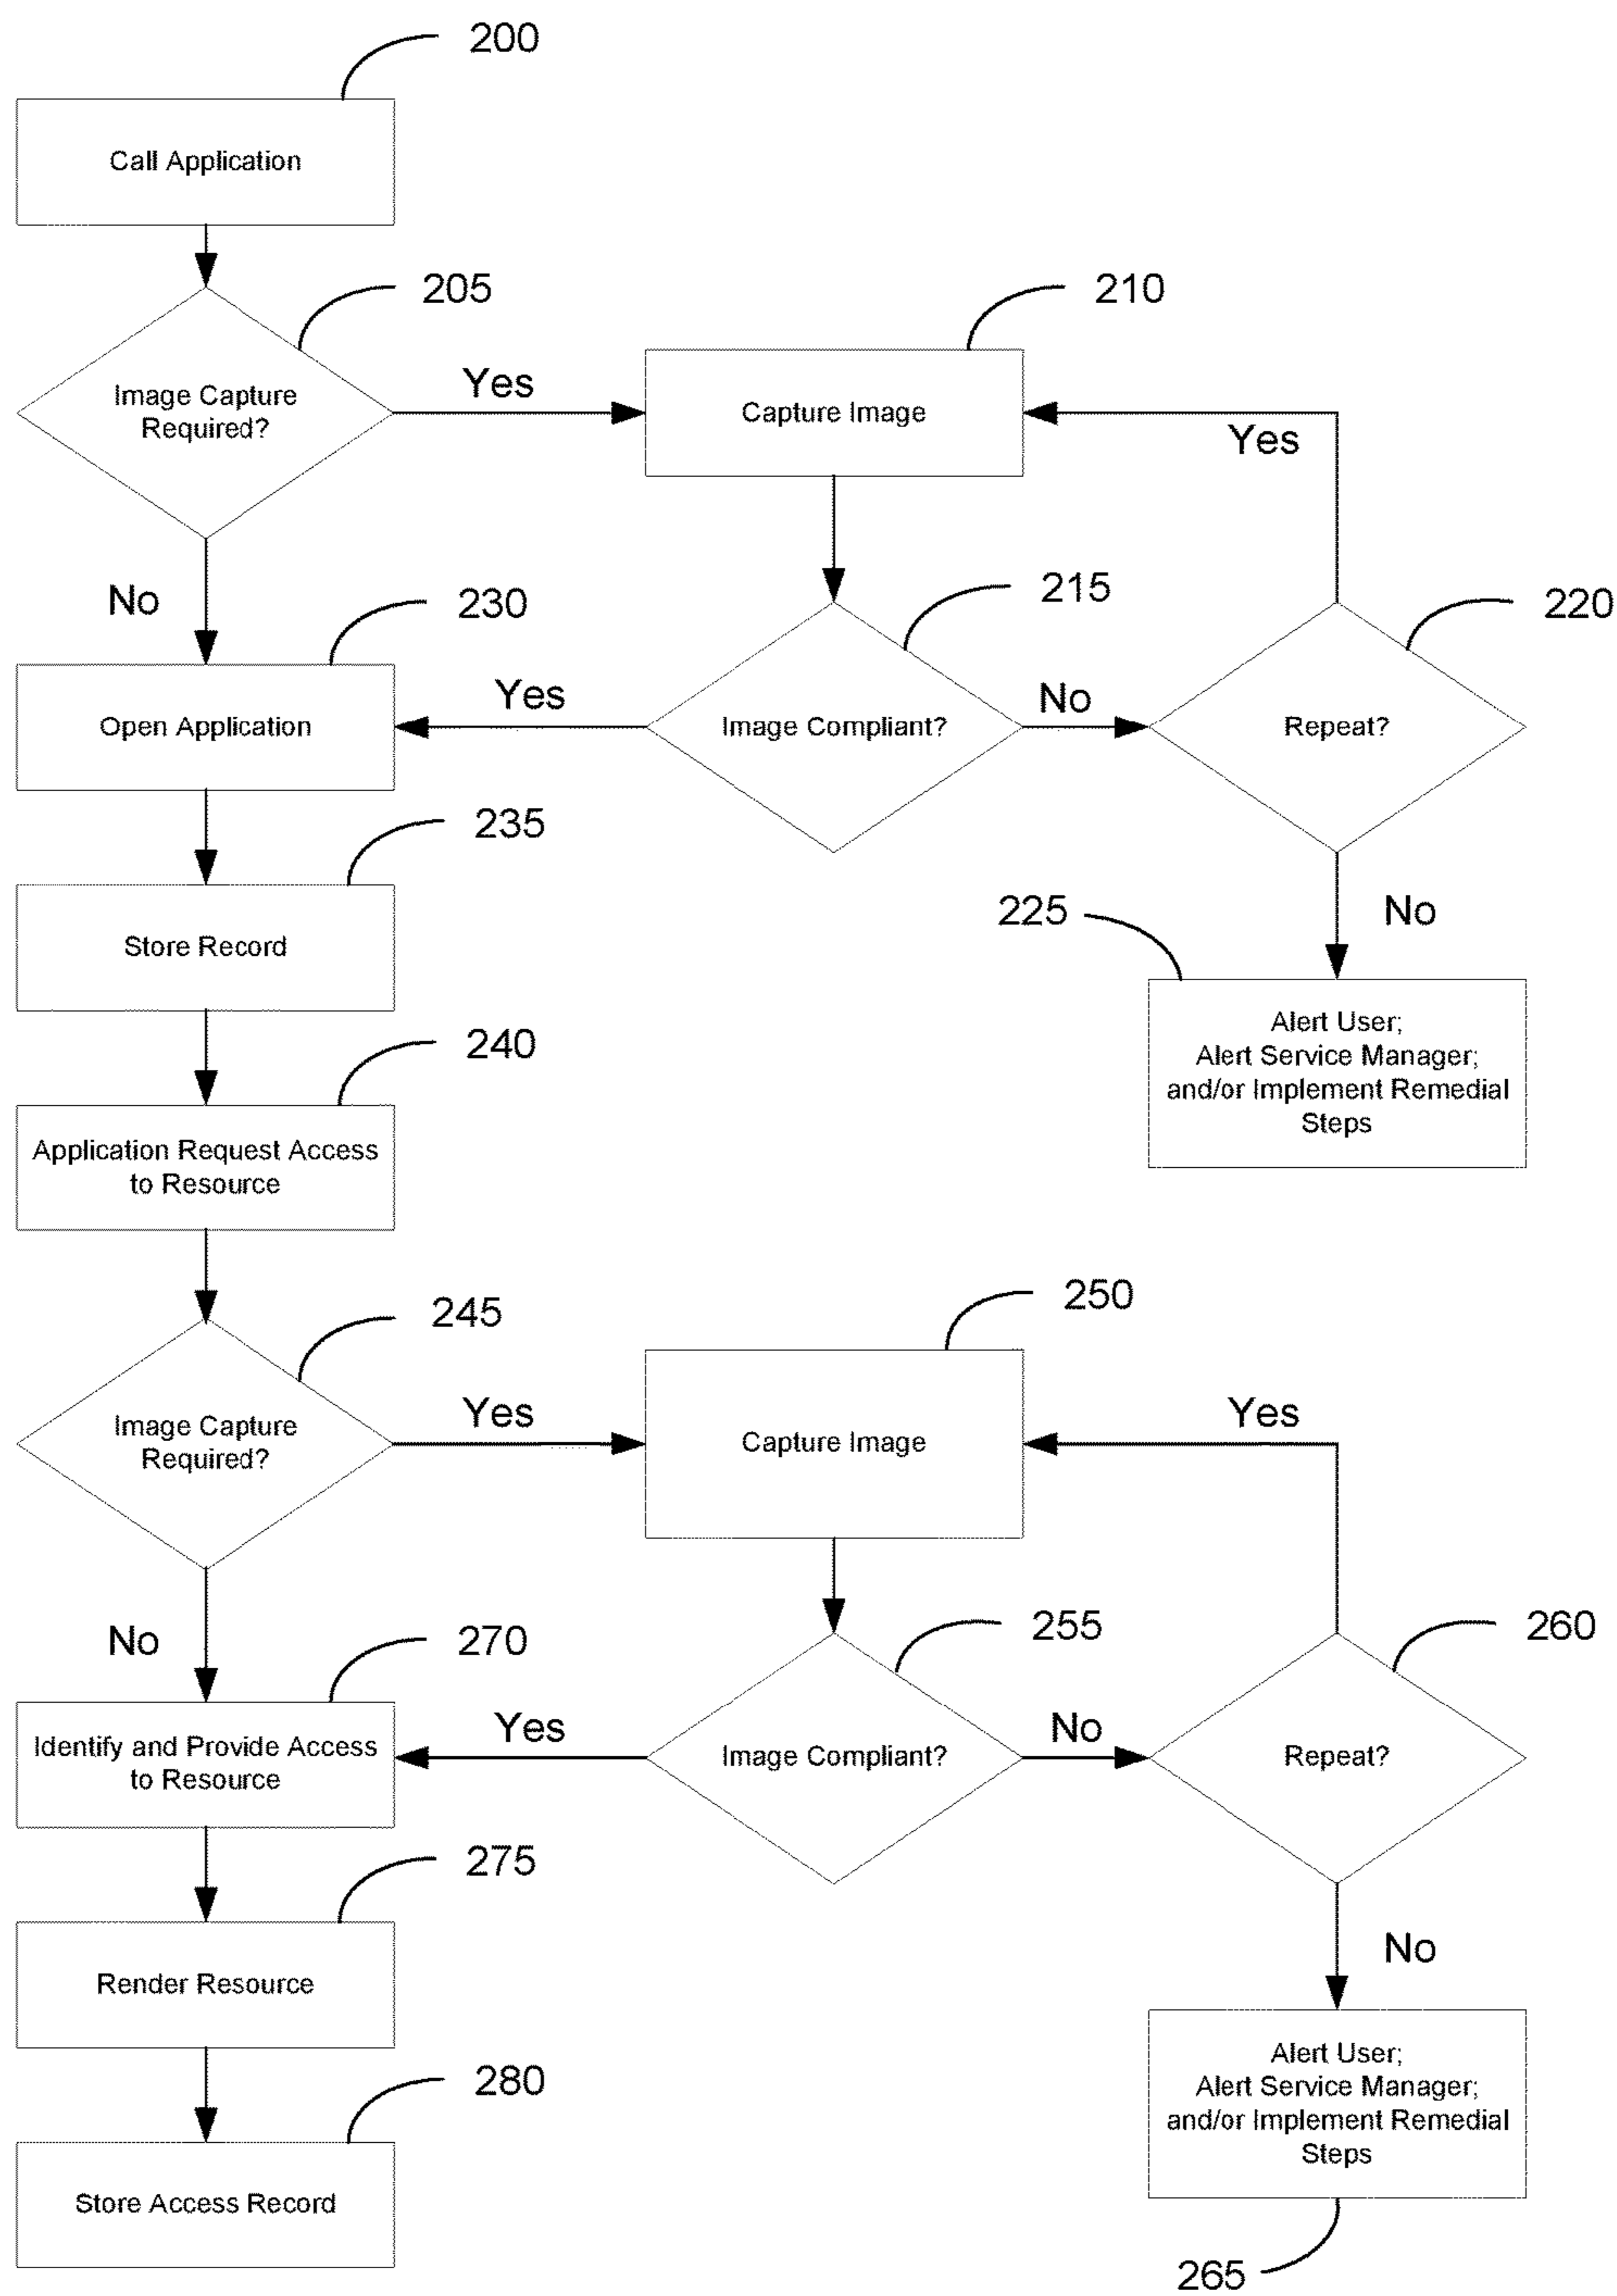 200
Call Application
205
210
Image Capture
Required?
Yes
Capture Image
Yes
No
230
215
220
Open Application
Yes
Image Compliant?
No
Repeat?
235
225
No
Store Record
Alert User;
Alert Service Manager;
and/or Implement Remedial
Steps
240
Application Request Access
to Resource
245
250
Image Capture
Required?
Yes
Capture Image
Yes
No
270
255
260
Identify and Provide Access
to Resource
Yes
Image Compliant?
No
Repeat?
275
No
Render Resource
Alert User;
Alert Service Manager;
and/or Implement Remedial
Steps
280
Store Access Record
265